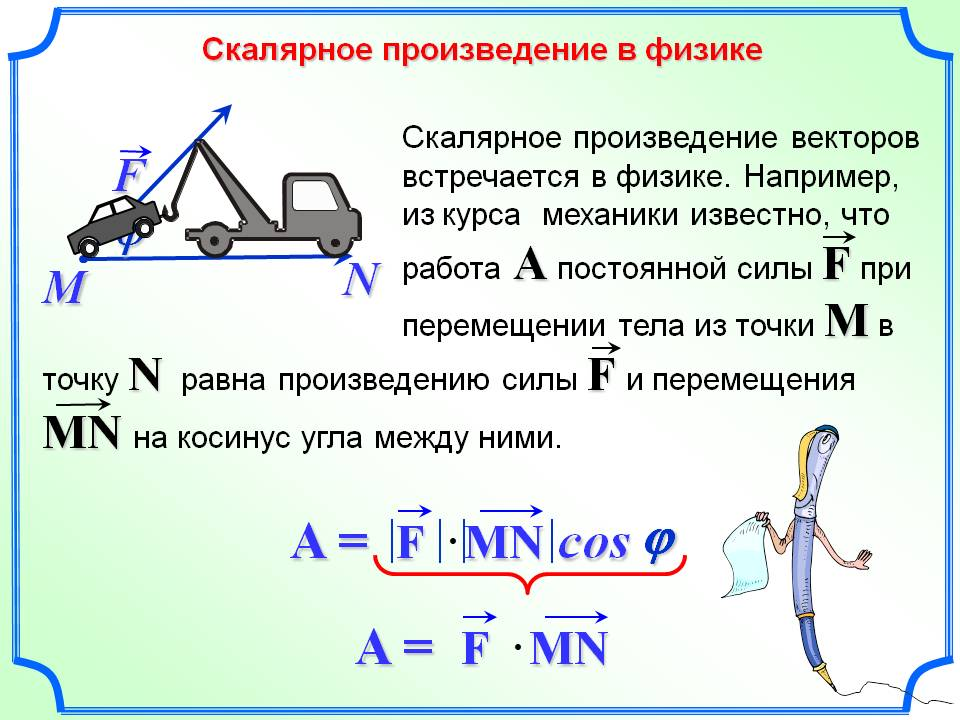 Скалярное произведение в физике
F
φ
M
N
Скалярное произведение векторов
встречается в физике. Например,
из курса механики известно, что
работа A постоянной силы F при
перемещении тела из точки M в
точку N равна произведению силы F и перемещения
MN на косинус угла между ними.
A = |F| · |MN| cos φ
A = F · MN